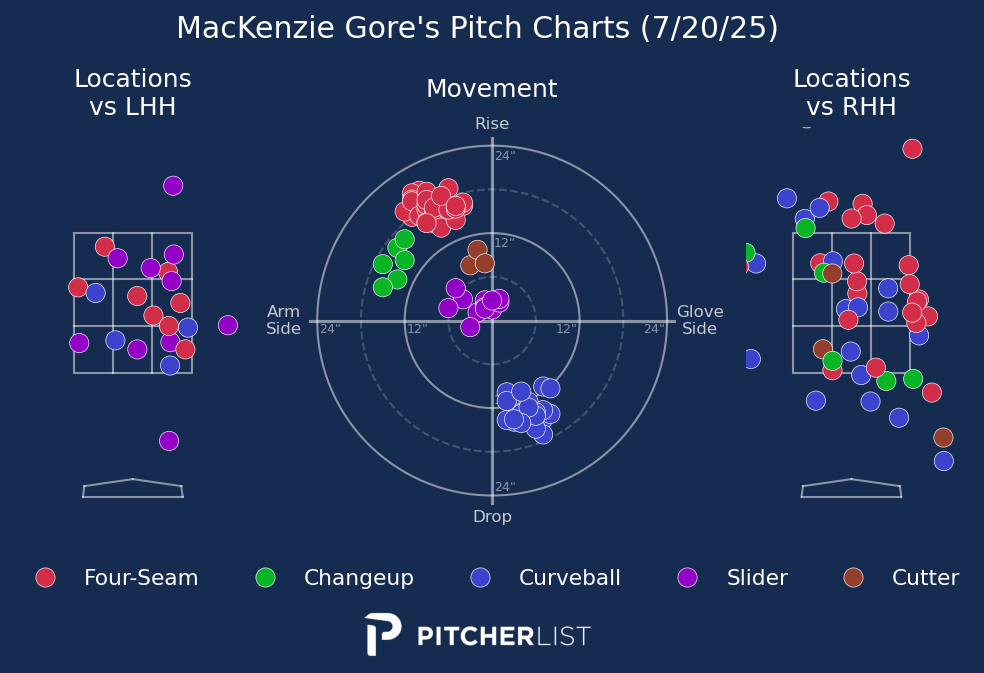 MacKenzie Gore's Pitch Charts (7/20/25)
Locations
vs LHH
Movement
Locations
vs RHH
Rise
24"
12"
Arm
Side
24"
12"
12"
24"
Glove
Side
24"
Drop
Four-Seam
Changeup
Curveball
Slider
Cutter
PITCHERLIST